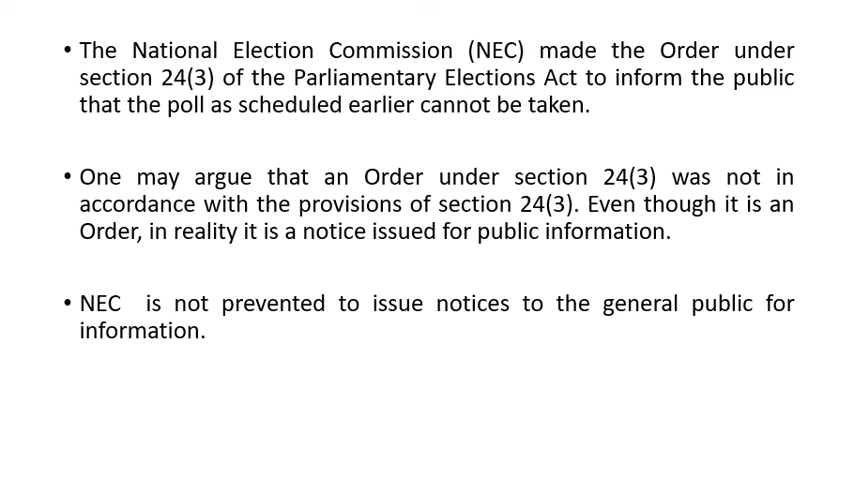 • The National Election Commission (NEC) made the Order under
section 24(3) of the Parliamentary Elections Act to inform the public
that the poll as scheduled earlier cannot be taken.
• One may argue that an Order under section 24(3) was not in
accordance with the provisions of section 24(3). Even though it is an
Order, in reality it is a notice issued for public information.
• NEC is not prevented to issue notices to the general public for
information.